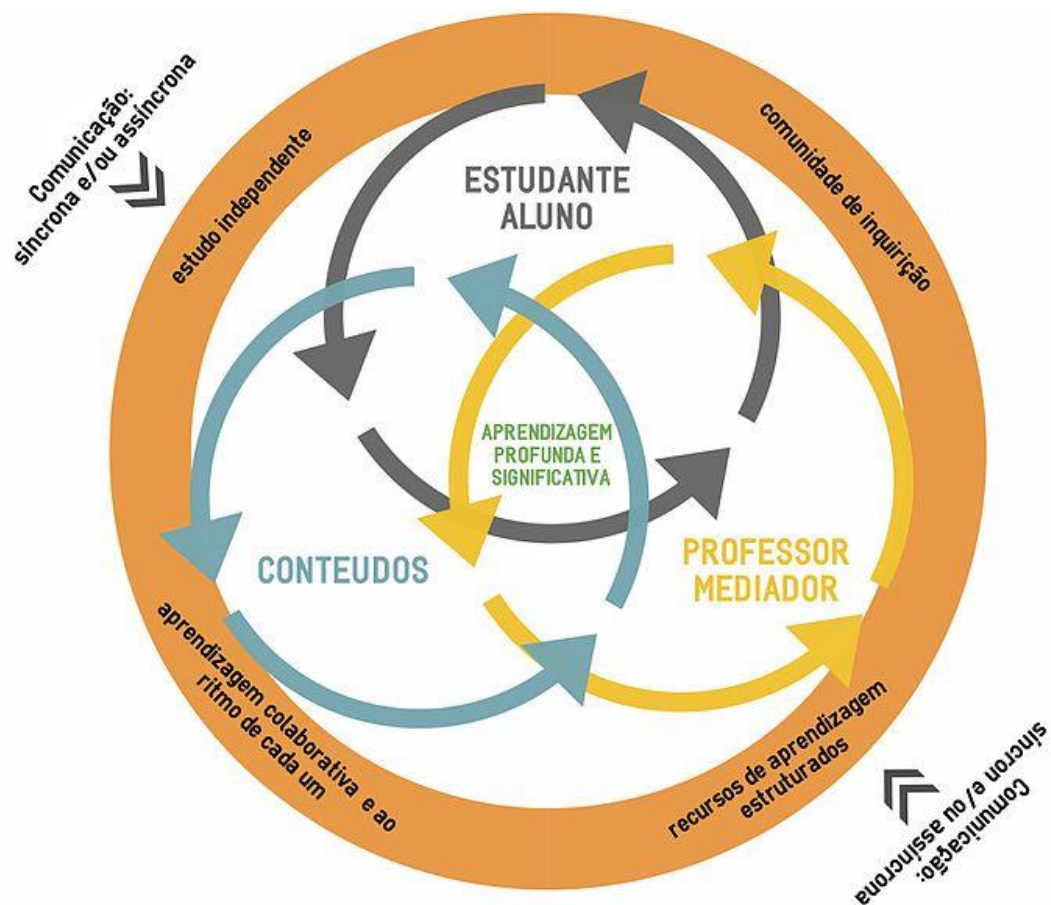 Comunicação:
síncrona e/ou assíncrona
estudo independente
comunidade de inquirição
ESTUDANTE
ALUNO
APRENDIZAGEM
PROFUNDA E
SIGNIFICATIVA
CONTEUDOS
PROFESSOR
MEDIADOR
aprendizagem colaborativa e ao
ritmo de cada um
recursos de aprendizagem
estruturados
Comunicação:
síncron e/ou assíncrona